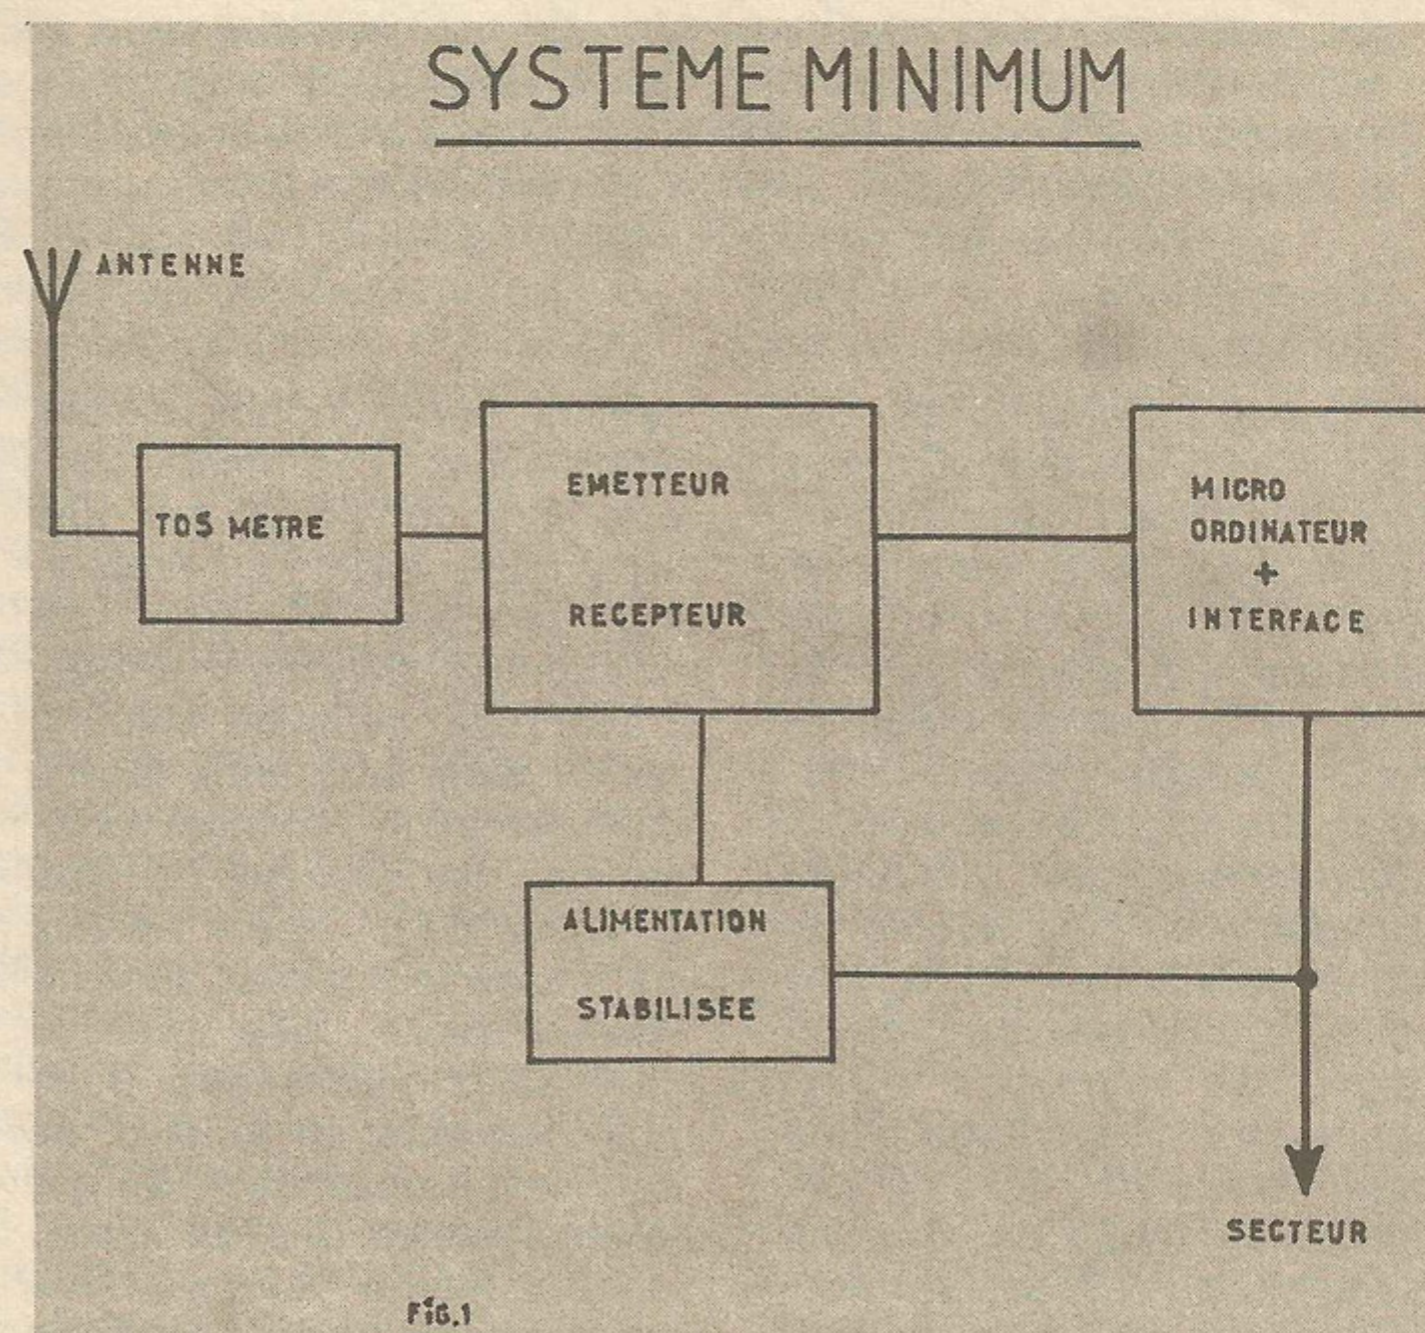 SYSTEME MINIMUM
ANTENNE
TOS METRE
EMETTEUR
RECEPTEUR
MICRO
ORDINATEUR
+
INTERFACE
ALIMENTATION
STABILISEE
SECTEUR
FIG.1